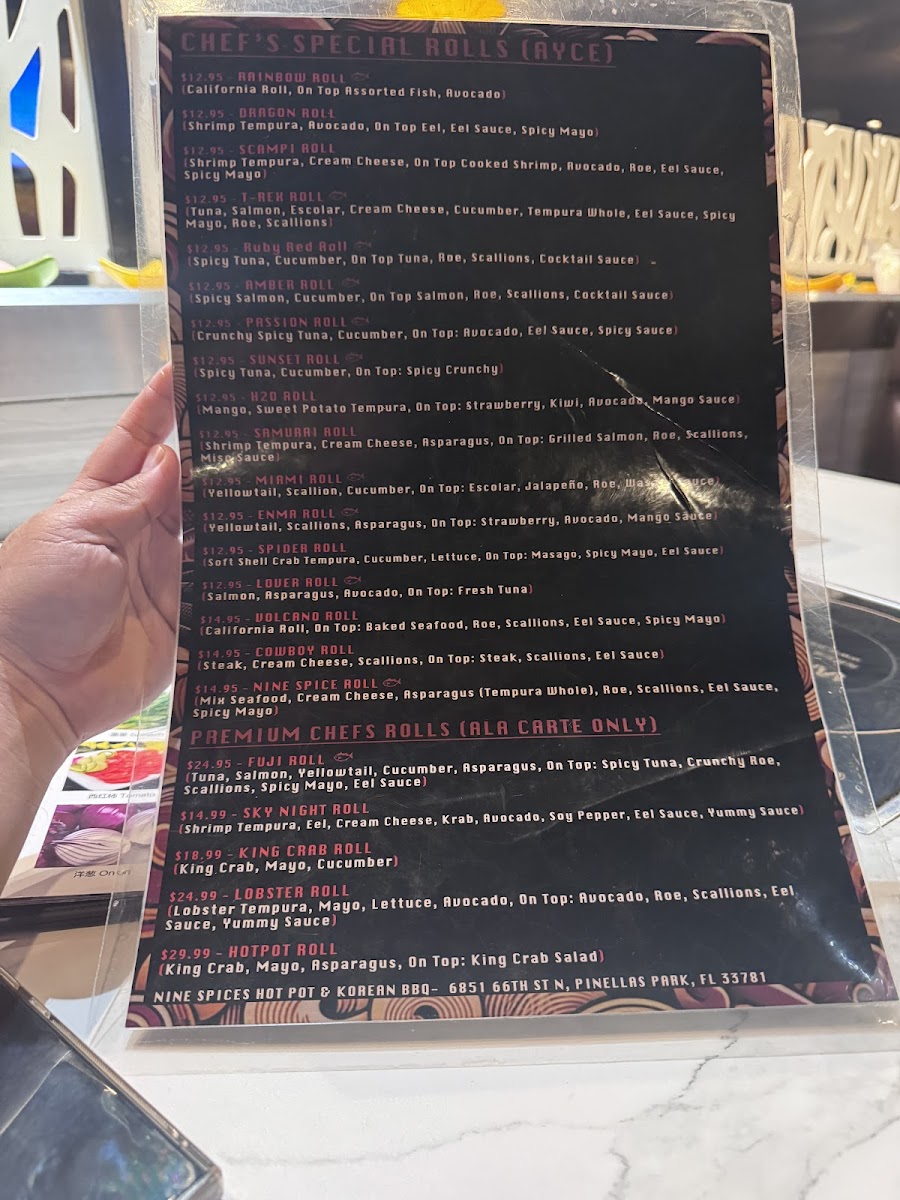 CHEF'S SPECIAL ROLLS (AYCE)
$12.95 - RAINBOW ROLL
(California Roll, On Top Assorted Fish, Avocado)
$12.95 - DRAGON ROLL
(Shrimp Tempura, Avocado, On Top Eel, Eel Sauce, Spicy Mayo)
$12.95 - SCAMPI ROLL
(Shrimp Tempura, Cream Cheese, On Top Cooked Shrimp, Avocado, Roe, Eel Sauce,
Spicy Mayo)
$12.95 - T-REX ROLL
(Tuna, Salmon, Escolar, Cream Cheese, Cucumber, Tempura Whole, Eel Sauce, Spicy
Mayo, Roe, Scallions)
$12.95 - Ruby Red Roll
(Spicy Tuna, Cucumber, On Top Tuna, Roe, Scallions, Cocktail Sauce)
$12.95 - AMBER ROLL
(Spicy Salmon, Cucumber, On Top Salmon, Roe, Scallions, Cocktail Sauce)
$12.95 - PASSION ROLL
(Crunchy Spicy Tuna, Cucumber, On Top: Avocado, Eel Sauce, Spicy Sauce)
$12.95 - SUNSET ROLL
(Spicy Tuna, Cucumber, On Top: Spicy Crunchy)
$12.95 - H2O ROLL
(Mango, Sweet Potato Tempura, On Top: Strawberry, Kiwi, Avocado, Mango Sauce)
$12.95 - SAMURAI ROLL
(Shrimp Tempura, Cream Cheese, Asparagus, On Top: Grilled Salmon, Roe, Scallions,
Miso Sauce)
$12.95 - MIAMI ROLL
(Yellowtail, Scallion, Cucumber, On Top: Escolar, Jalapeño, Roe,
$12.95 - ENMA ROLL
(Yellowtail, Scallions, Asparagus, On Top: Strawberry, Avocado, Mango Sauce)
$12.95 - SPIDER ROLL
(Soft Shell Crab Tempura, Cucumber, Lettuce, On Top: Masago, Spicy Mayo, Eel Sauce)
$12.95 - LOVER ROLL
(Salmon, Asparagus, Avocado, On Top: Fresh Tuna)
$14.95 - VOLCANO ROLL
(California Roll, On Top: Baked Seafood, Roe, Scallions, Eel Sauce, Spicy Mayo)
$14.95 - COWBOY ROLL
(Steak, Cream Cheese, Scallions, On Top: Steak, Scallions, Eel Sauce)
$14.95 - NINE SPICE ROLL
(Mix Seafood, Cream Cheese, Asparagus (Tempura Whole), Roe, Scallions, Eel Sauce,
Spicy Mayo)
PREMIUM CHEFS ROLLS (ALA CARTE ONLY)
$24.95 - FUJI ROLL
(Tuna, Salmon, Yellowtail, Cucumber, Asparagus, On Top: Spicy Tuna, Crunchy Roe,
Scallions, Spicy Mayo, Eel Sauce)
$14.99 - SKY NIGHT ROLL
(Shrimp Tempura, Eel, Cream Cheese, Krab, Avocado, Soy Pepper, Eel Sauce, Yummy Sauce)
$18.99 - KING CRAB ROLL
(King Crab, Mayo, Cucumber)
$24.99 - LOBSTER ROLL
(Lobster Tempura, Mayo, Lettuce, Avocado, On Top: Avocado, Roe, Scallions, Eel
Sauce, Yummy Sauce)
$29.99 - HOTPOT ROLL
(King Crab, Mayo, Asparagus, On Top: King Crab Salad)
NINE SPICES HOT POT & KOREAN BBQ- 6851 66TH ST N, PINELLAS PARK, FL 33781
西红柿 Tomato
洋葱 Onion